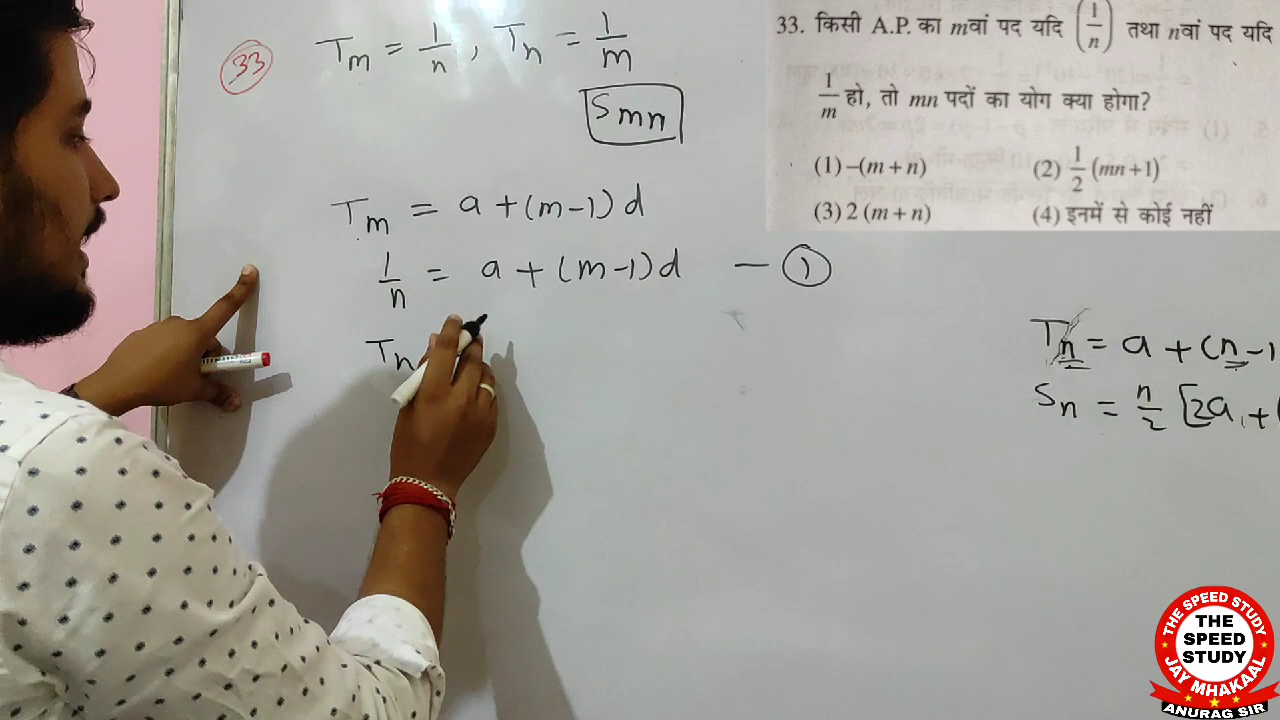 33
Tm = 1/n , Tn = 1/m
Smn
Tm = a + (m-1) d
1/n = a + (m-1) d — 1
Tn
33. किसी A.P. का mवां पद यदि (1/n) तथा nवां पद यदि
1/m हो, तो mn पदों का योग क्या होगा?
(1) –(m + n) (2) 1/2 (mn + 1)
(3) 2 (m + n) (4) इनमें से कोई नहीं
Tn = a + (n-1
Sn = n/2 [2a + (
THE SPEED STUDY
THE
SPEED
STUDY
JAY MHAKAAL
ANURAG SIR